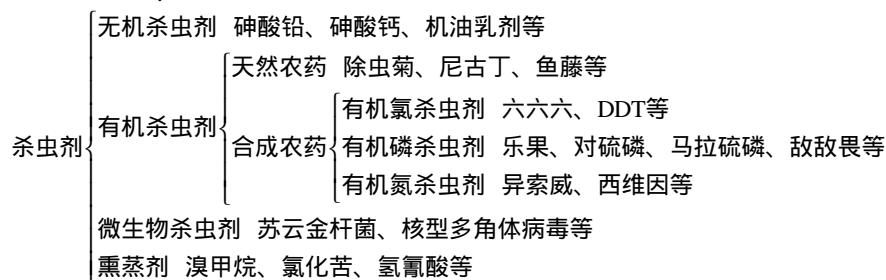 无机杀虫剂 砷酸铅、砷酸钙、机油乳剂等
天然农药 除虫菊、尼古丁、鱼藤等
有机氯杀虫剂 六六六、DDT等
有机杀虫剂
杀虫剂
合成农药
有机磷杀虫剂 乐果、对硫磷、马拉硫磷、敌敌畏等
有机氮杀虫剂 异索威、西维因等
微生物杀虫剂 苏云金杆菌、核型多角体病毒等
熏蒸剂 溴甲烷、氯化苦、氢氰酸等